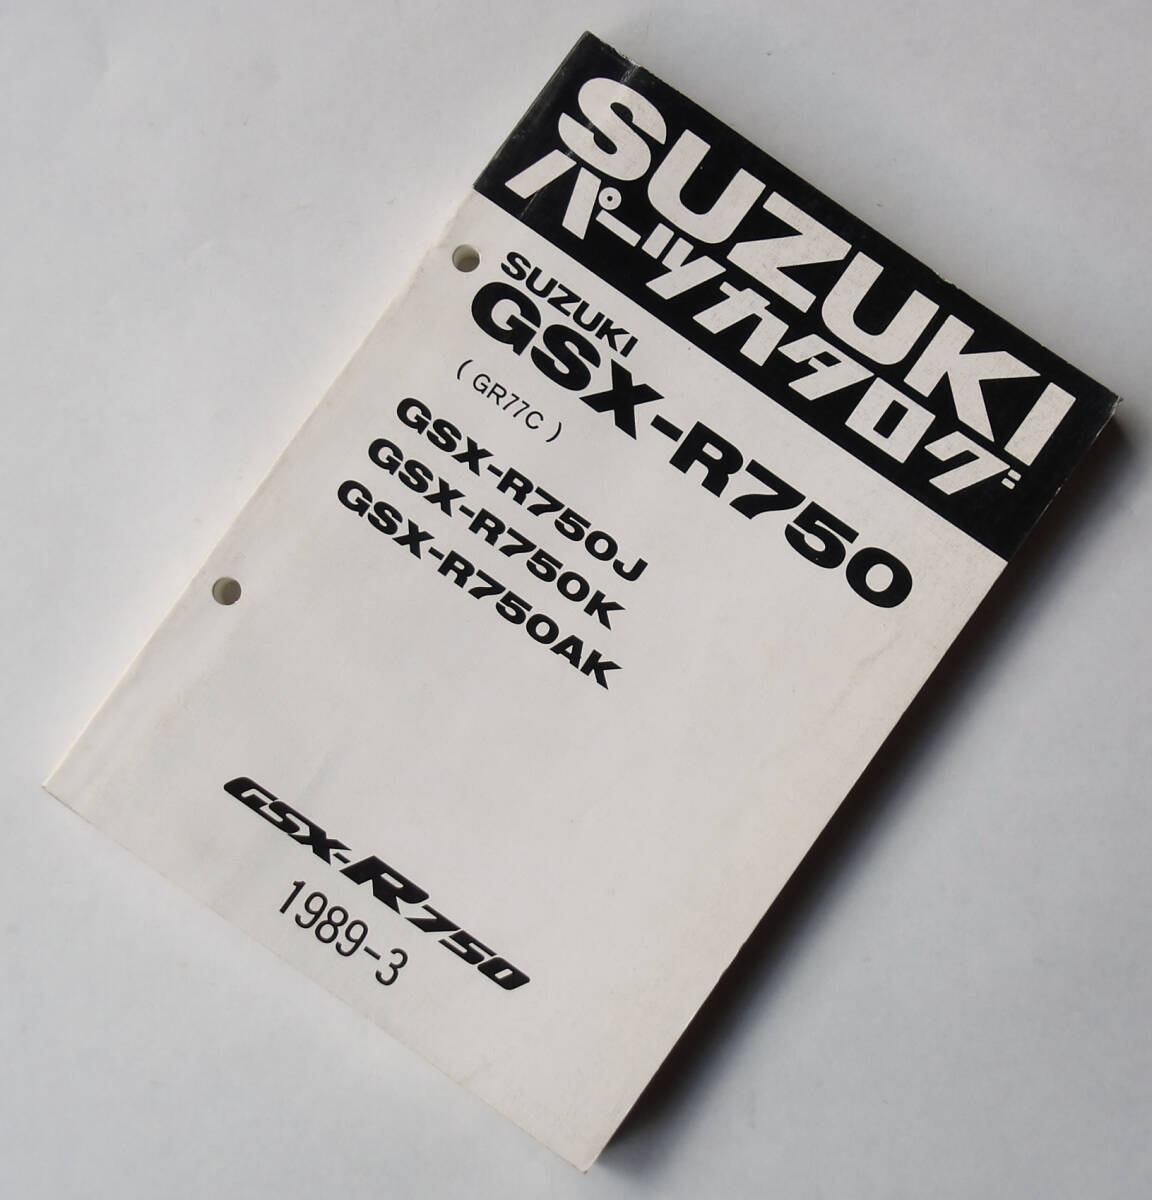 SUZUKI
パーツカタログ
SUZUKI
GSX-R750
(GR77C)
GSX-R750J
GSX-R750K
GSX-R750AK
GSX-R750
1989-3